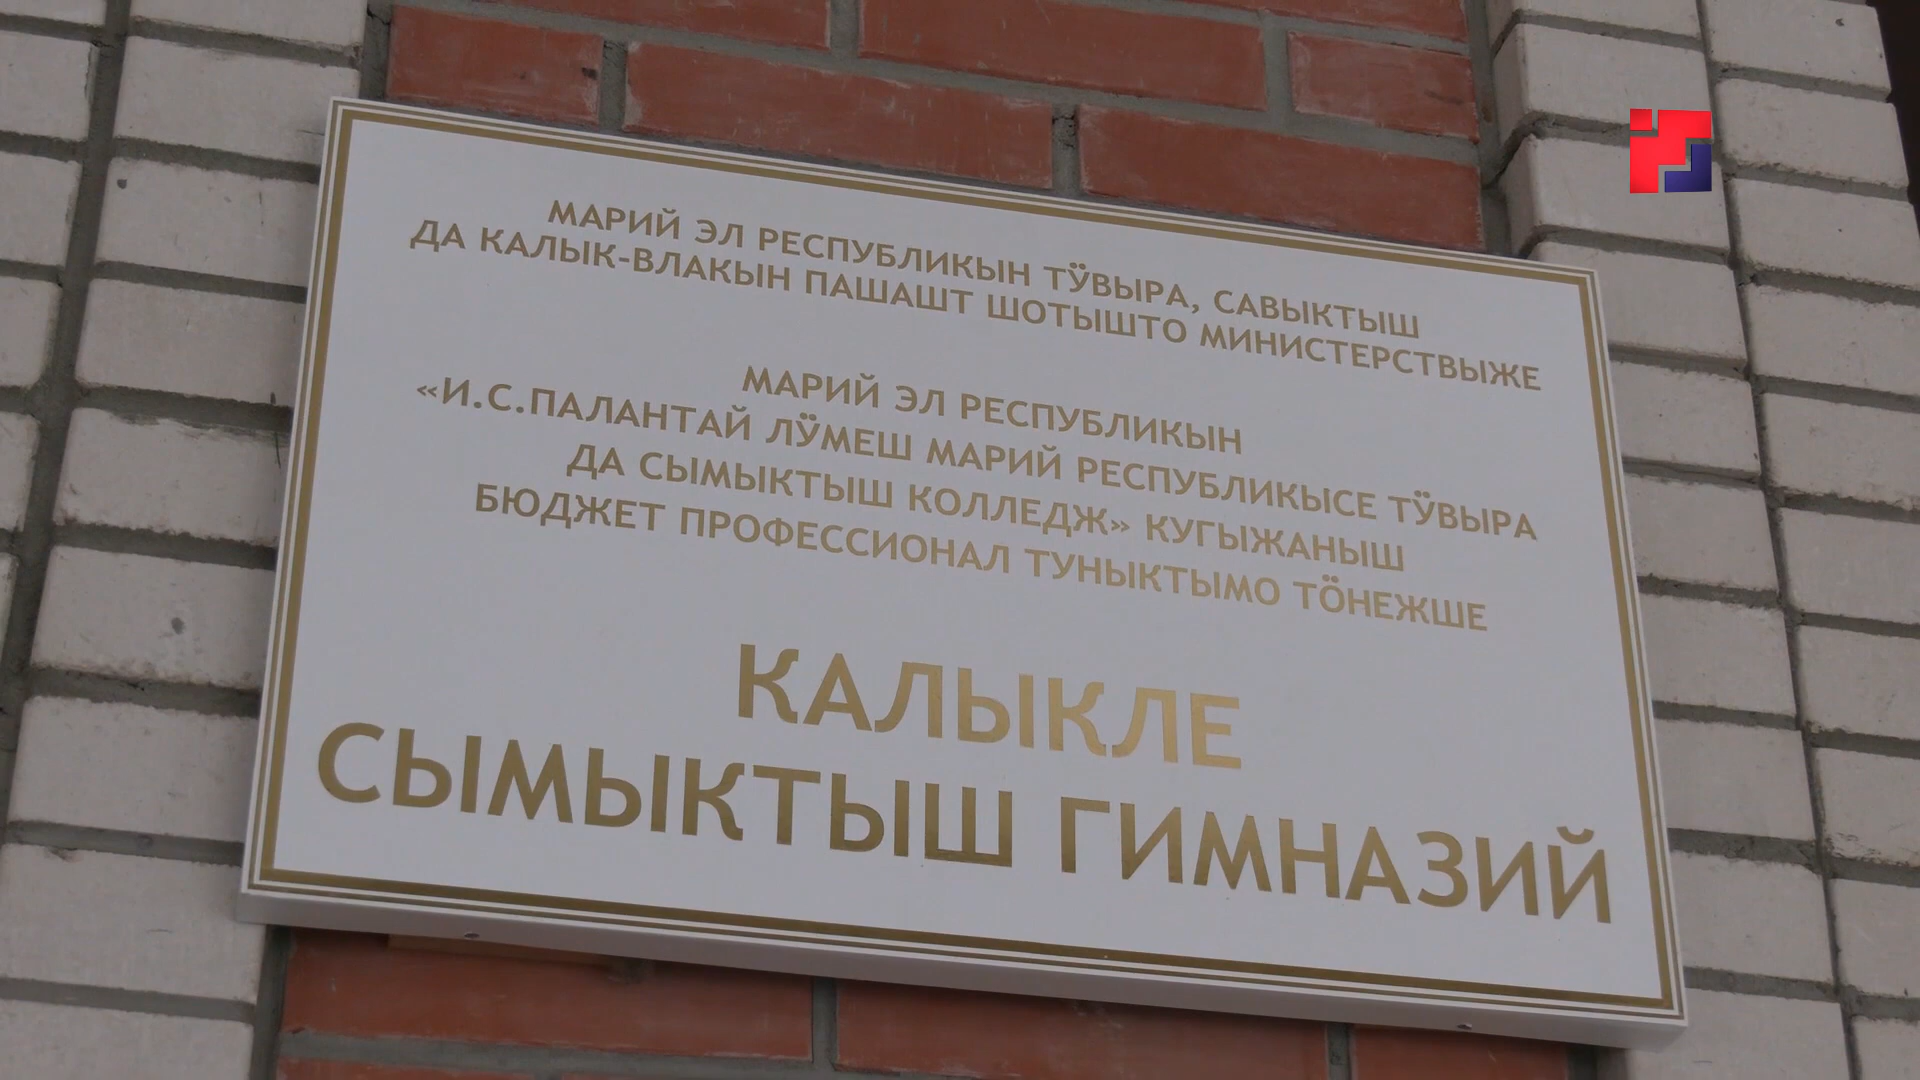 МАРИЙ ЭЛ РЕСПУБЛИКЫН ТӰВЫРА, САВЫКТЫШ
ДА КАЛЫК-ВЛАКЫН ПАШАШТ ШОТЫШТО МИНИСТЕРСТВЫЖЕ
МАРИЙ ЭЛ РЕСПУБЛИКЫН
«И.С.ПАЛАНТАЙ ЛӰМЕШ МАРИЙ РЕСПУБЛИКЫСЕ ТӰВЫРА
ДА СЫМЫКТЫШ КОЛЛЕДЖ» КУГЫЖАНЫШ
БЮДЖЕТ ПРОФЕССИОНАЛ ТУНЫКТЫМО ТӦНЕЖШЕ
КАЛЫКЛЕ
СЫМЫКТЫШ ГИМНАЗИЙ